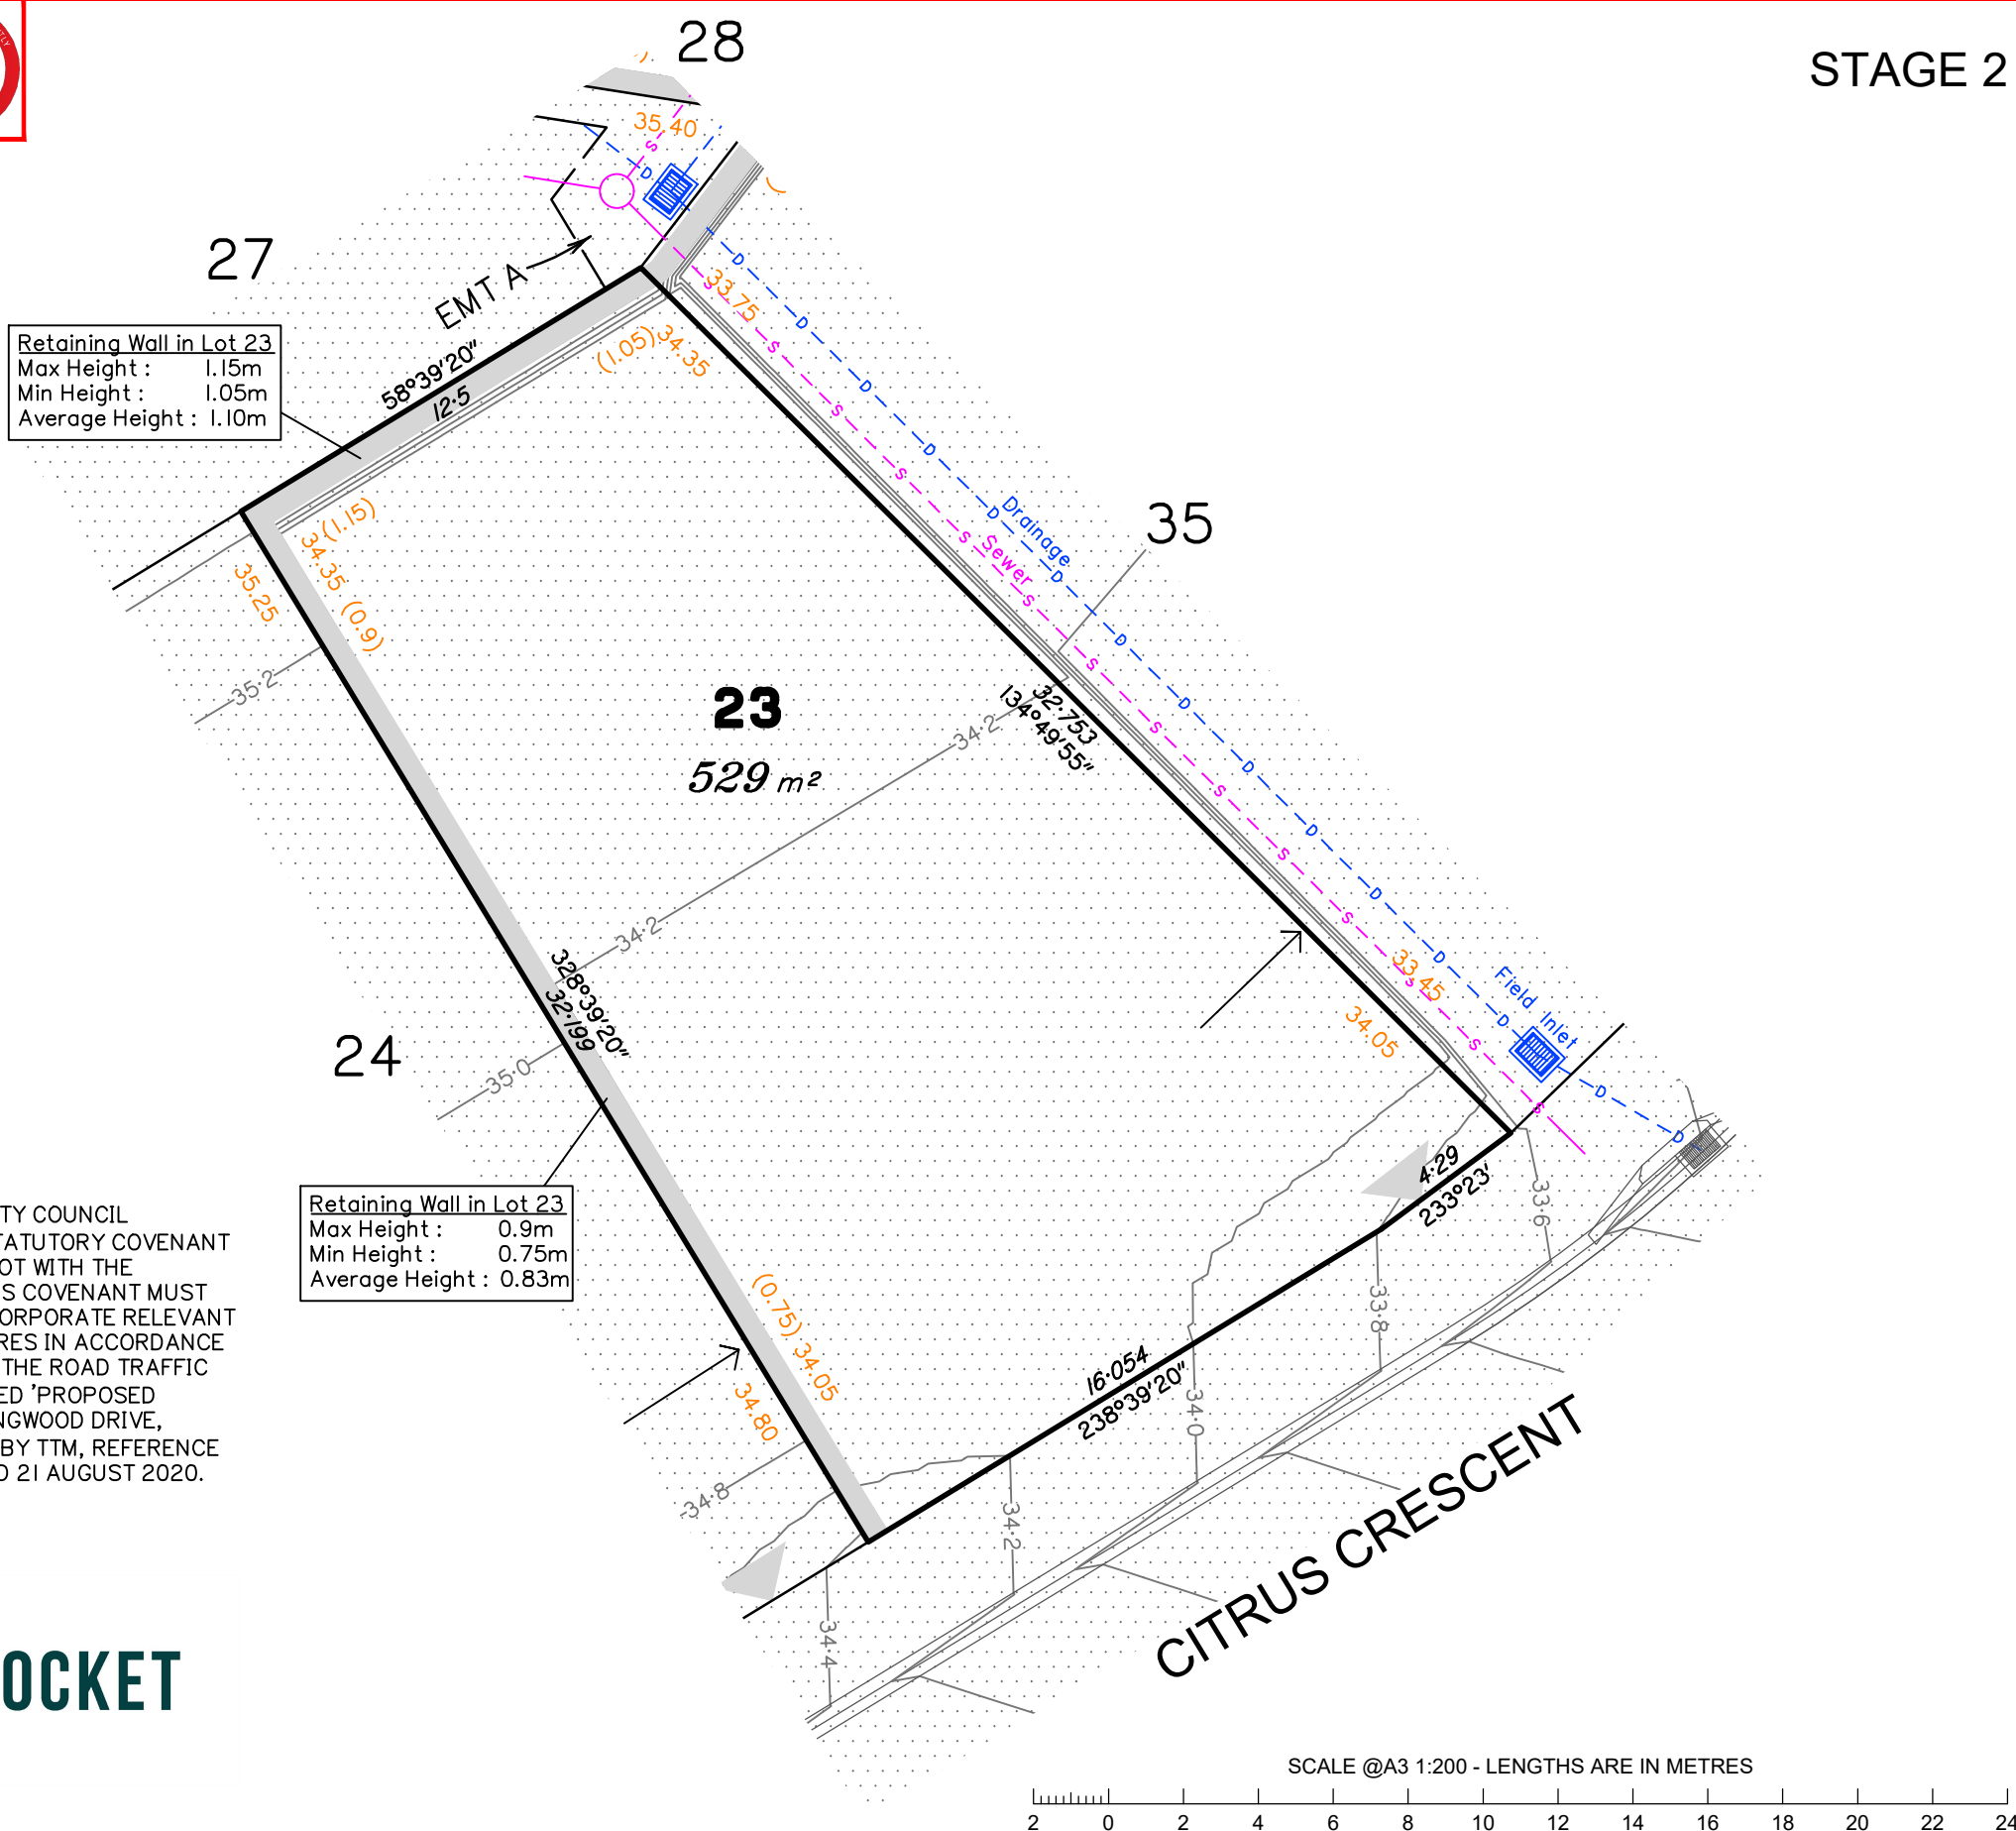 28
STAGE 2
35.40
S
D
27
EMT A
33.75
Retaining Wall in Lot 23
Max Height : 1.15m
Min Height : 1.05m
Average Height : 1.10m
58°39'20"
12·5
(1.05) 34.35
(1.15)
34.35 (0.9)
35.25
35·2
35
Drainage
Sewer
23
529 m²
34·2
32·753
134°49'55"
34·2
328°39'20"
32·199
24
35·0
33.45
34.05
Field Inlet
4·29
233°23'
33·6
Retaining Wall in Lot 23
Max Height : 0.9m
Min Height : 0.75m
Average Height : 0.83m
(0.75) 34.05
34.80
34·8
33·8
16·054
238°39'20"
34·0
34·2
34·4
CITRUS CRESCENT
TY COUNCIL
TATUTORY COVENANT
OT WITH THE
S COVENANT MUST
ORPORATE RELEVANT
RES IN ACCORDANCE
THE ROAD TRAFFIC
ED 'PROPOSED
NGWOOD DRIVE,
BY TTM, REFERENCE
D 21 AUGUST 2020.
OCKET
SCALE @A3 1:200 - LENGTHS ARE IN METRES
2 0 2 4 6 8 10 12 14 16 18 20 22 24